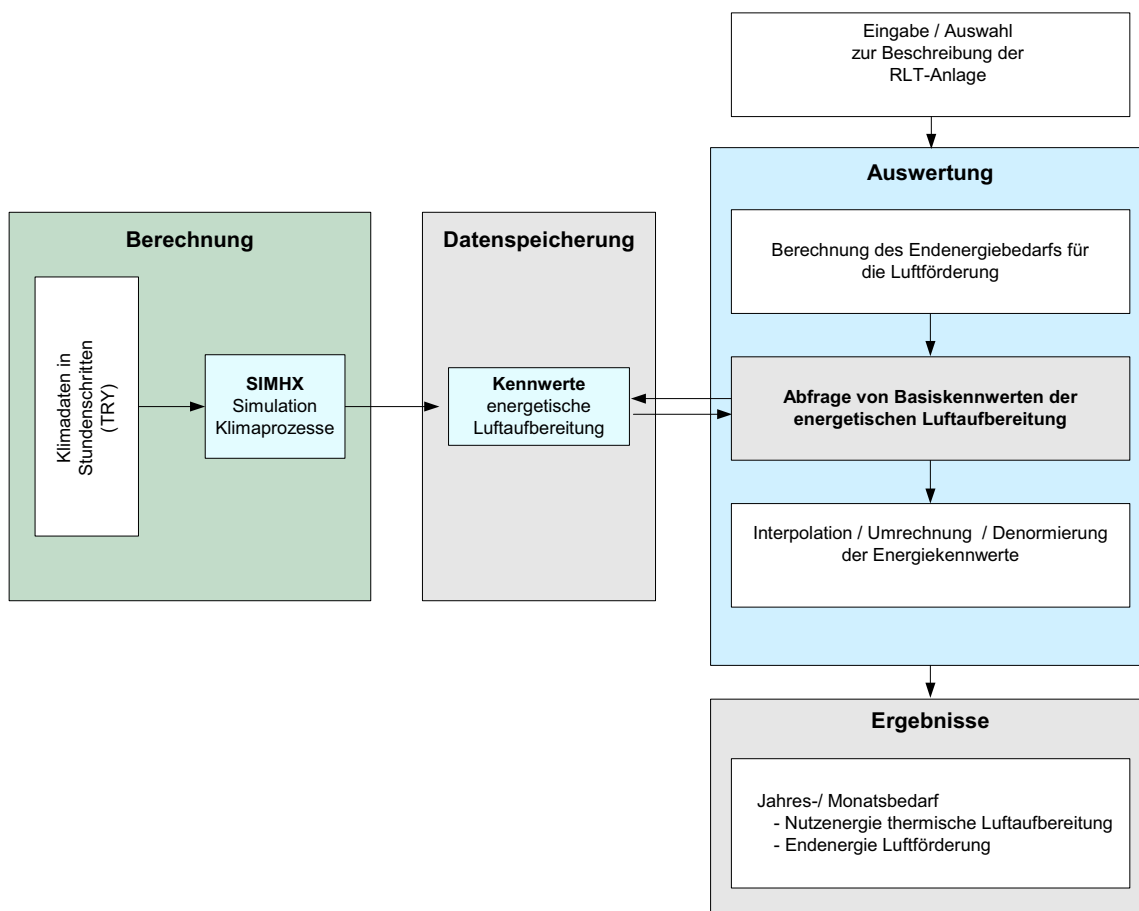 Eingabe / Auswahl
zur Beschreibung der
RLT-Anlage
Auswertung
Berechnung des Endenergiebedarfs für
die Luftförderung
Abfrage von Basiskennwerten der
energetischen Luftaufbereitung
Interpolation / Umrechnung / Denormierung
der Energiekennwerte
Berechnung
Klimadaten in
Stundenschritten
(TRY)
SIMHX
Simulation
Klimaprozesse
Datenspeicherung
Kennwerte
energetische
Luftaufbereitung
Ergebnisse
Jahres-/ Monatsbedarf
- Nutzenergie thermische Luftaufbereitung
- Endenergie Luftförderung